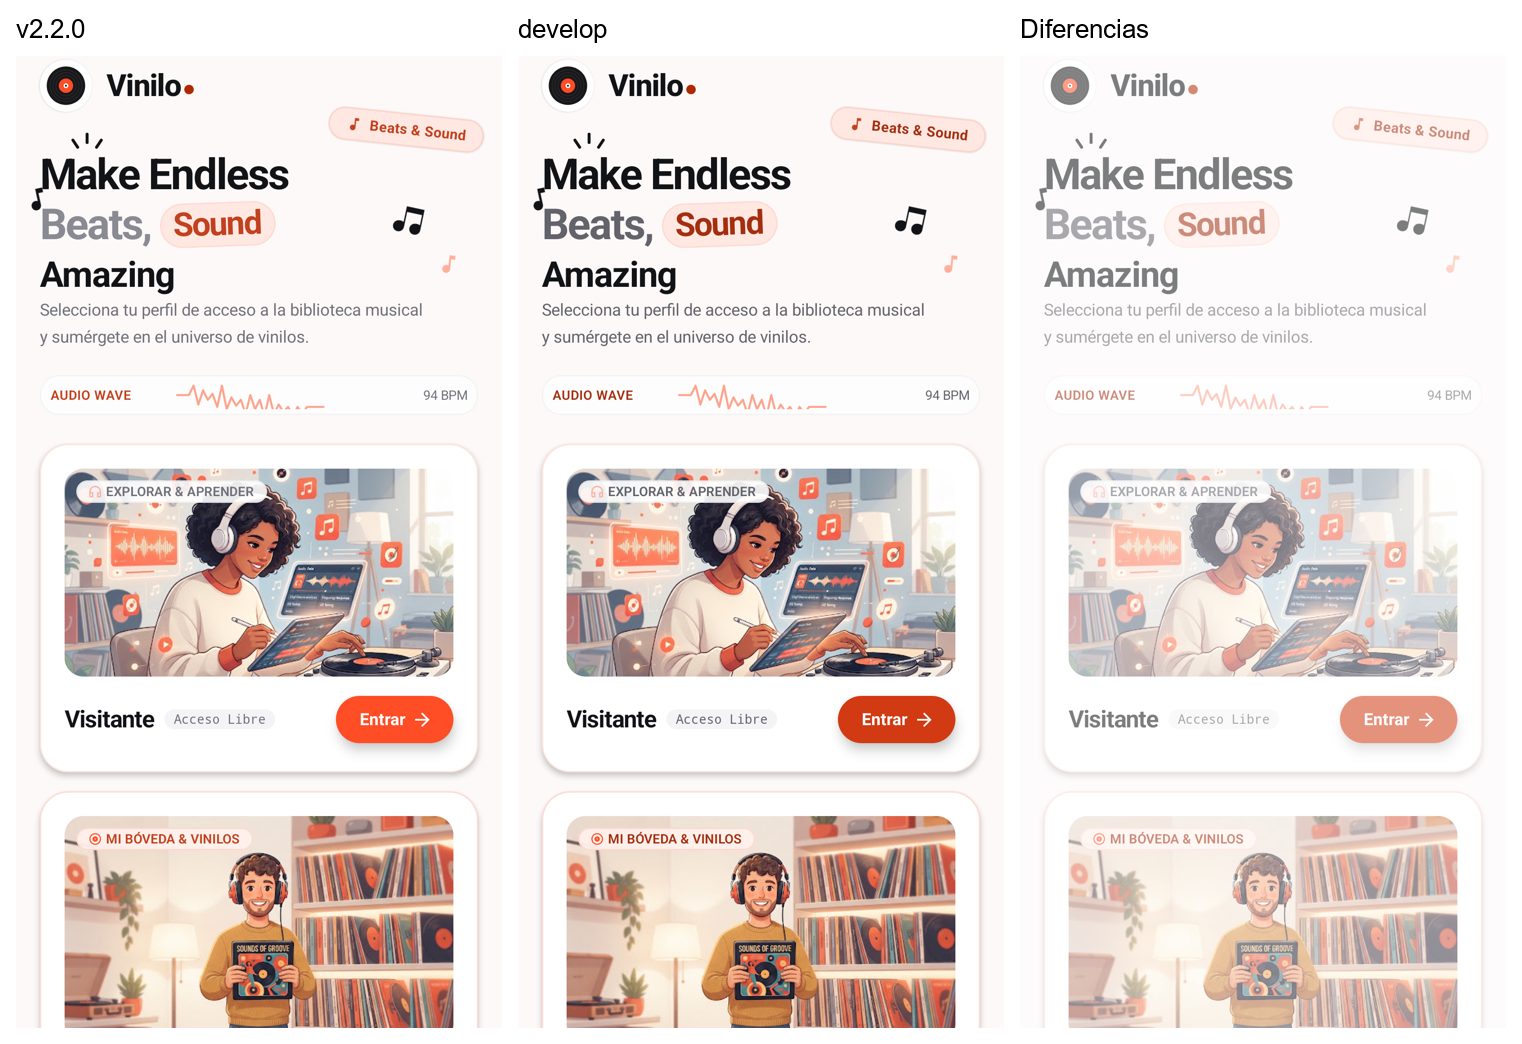 v2.2.0
Vinilo
Beats & Sound
Make Endless
Beats, Sound
Amazing
Selecciona tu perfil de acceso a la biblioteca musical
y sumérgete en el universo de vinilos.
AUDIO WAVE 94 BPM
EXPLORAR & APRENDER
Visitante Acceso Libre Entrar →
MI BÓVEDA & VINILOS
SOUNDS OF GROOVE
develop
Vinilo
Beats & Sound
Make Endless
Beats, Sound
Amazing
Selecciona tu perfil de acceso a la biblioteca musical
y sumérgete en el universo de vinilos.
AUDIO WAVE 94 BPM
EXPLORAR & APRENDER
Visitante Acceso Libre Entrar →
MI BÓVEDA & VINILOS
SOUNDS OF GROOVE
Diferencias
Vinilo
Beats & Sound
Make Endless
Beats, Sound
Amazing
Selecciona tu perfil de acceso a la biblioteca musical
y sumérgete en el universo de vinilos.
AUDIO WAVE 94 BPM
EXPLORAR & APRENDER
Visitante Acceso Libre Entrar →
MI BÓVEDA & VINILOS
SOUNDS OF GROOVE